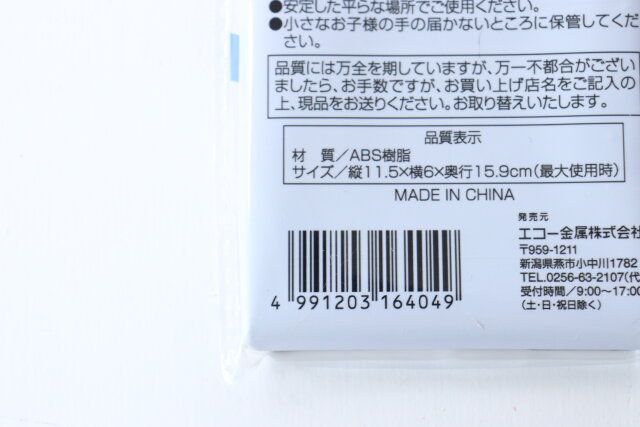 ●安定した平らな場所でご使用ください。
●小さなお子様の手の届かないところに保管してくだ
さい。
品質には万全を期していますが、万一不都合がござい
ましたら、お手数ですが、お買い上げ店名をご記入の
上、現品をお送りください。お取り替えいたします。
品質表示
材　質／ABS樹脂
サイズ／縦11.5×横6×奥行15.9cm(最大使用時)
MADE IN CHINA
発売元
エコー金属株式会社
〒959-1211
新潟県燕市小中川1782
TEL.0256-63-2107(代
受付時間／9:00～17:00
(土・日・祝日除く)
4 991203 164049